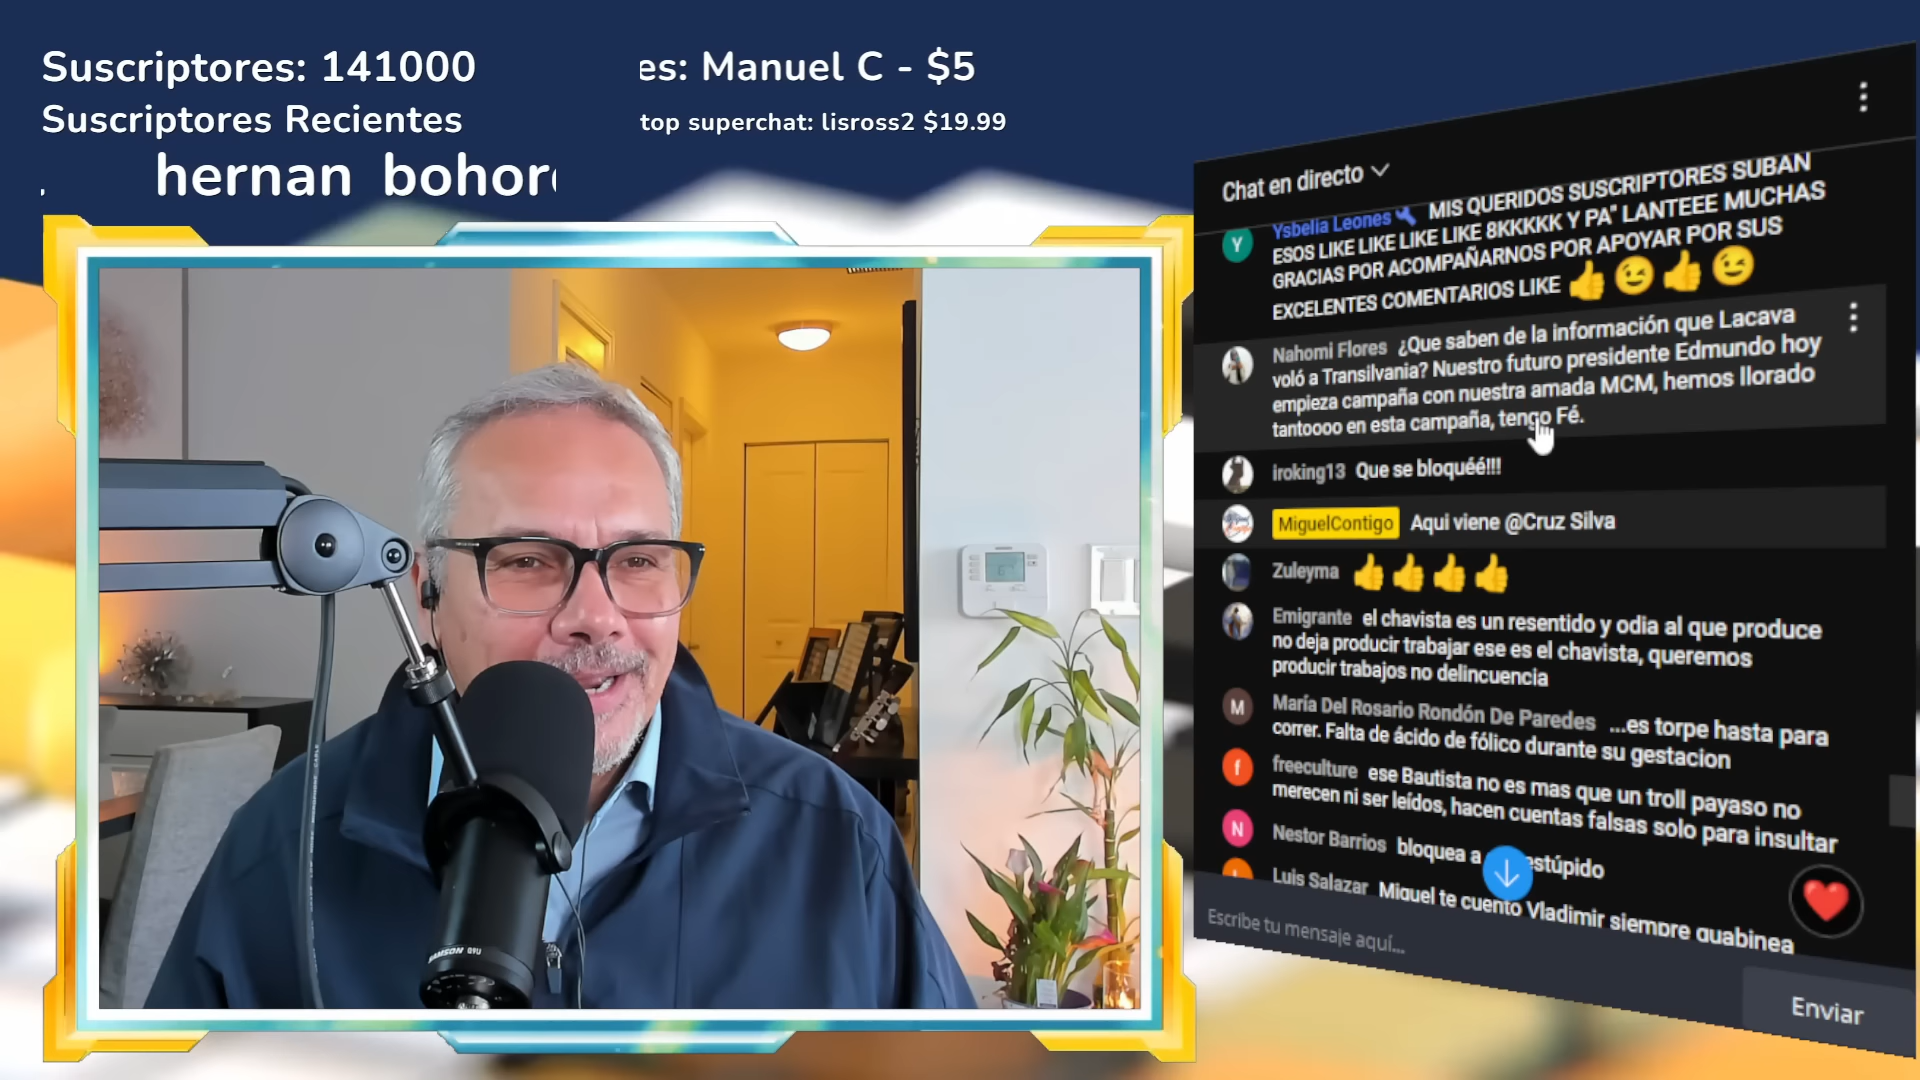 Suscriptores: 141000
Suscriptores Recientes
hernan bohor
es: Manuel C - $5
top superchat: lisross2 $19.99
Chat en directo
Y
Ysbelia Leones MIS QUERIDOS SUSCRIPTORES SUBAN
ESOS LIKE LIKE LIKE LIKE 8KKKKK Y PA" LANTEEE MUCHAS
GRACIAS POR ACOMPAÑARNOS POR APOYAR POR SUS
EXCELENTES COMENTARIOS LIKE 👍😉👍😉
Nahomi Flores ¿Que saben de la información que Lacava
voló a Transilvania? Nuestro futuro presidente Edmundo hoy
empieza campaña con nuestra amada MCM, hemos llorado
tantoooo en esta campaña, tengo Fé.
iroking13 Que se bloquéé!!!
MiguelContigo Aqui viene @Cruz Silva
Zuleyma 👍👍👍👍
Emigrante el chavista es un resentido y odia al que produce
no deja producir trabajar ese es el chavista, queremos
producir trabajos no delincuencia
M
María Del Rosario Rondón De Paredes ...es torpe hasta para
correr. Falta de ácido de fólico durante su gestacion
f
freeculture ese Bautista no es mas que un troll payaso no
merecen ni ser leídos, hacen cuentas falsas solo para insultar
N
Nestor Barrios bloquea a estúpido
Luis Salazar Miguel te cuento Vladimir siempre guabinea
Escribe tu mensaje aquí...
Enviar
SAMSON Q9U